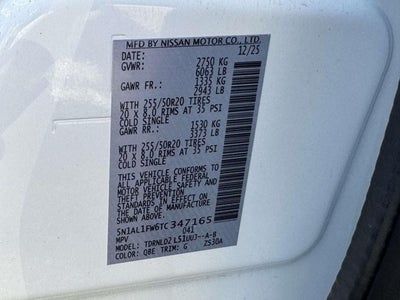 MFD BY NISSAN MOTOR CO., LTD.
DATE: 12/25
GVWR: 2750 KG
6063 LB
GAWR FR.: 1335 KG
2943 LB
WITH 255/50R20 TIRES
20 x 8.0 RIMS AT 35 PSI
COLD SINGLE
GAWR RR.: 1530 KG
3373 LB
WITH 255/50R20 TIRES
20 x 8.0 RIMS AT 35 PSI
COLD SINGLE
THIS VEHICLE CONFORMS TO
ALL APPLICABLE FEDERAL
MOTOR VEHICLE SAFETY
STANDARDS IN EFFECT ON
THE DATE OF MANUFACTURE
SHOWN ABOVE.
5N1AL1FW6TC347165
MPV 041
MODEL: TDRNLD2 L51UUJ--A-B
COLOR: QBE TRIM: G ZS30A